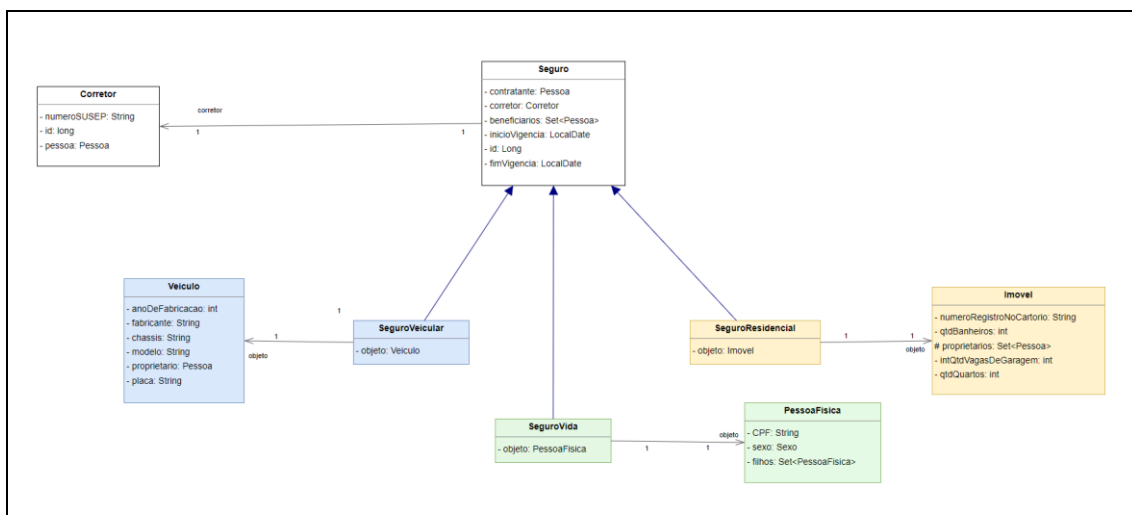 Seguro
- contratante: Pessoa
- corretor: Corretor
- beneficiarios: Set<Pessoa>
- inicioVigencia: LocalDate
- id: Long
- fimVigencia: LocalDate
Corretor
- numeroSUSEP: String
- id: long
- pessoa: Pessoa
corretor
1
1
Veiculo
- anoDeFabricacao: int
- fabricante: String
- chassis: String
- modelo: String
- proprietario: Pessoa
- placa: String
1
1
objeto
SeguroVeicular
- objeto: Veiculo
SeguroResidencial
- objeto: Imovel
1
1
objeto
Imovel
- numeroRegistroNoCartorio: String
- qtdBanheiros: int
# proprietarios: Set<Pessoa>
- intQtdVagasDeGaragem: int
- qtdQuartos: int
SeguroVida
- objeto: PessoaFisica
1
1
objeto
PessoaFisica
- CPF: String
- sexo: Sexo
- filhos: Set<PessoaFisica>